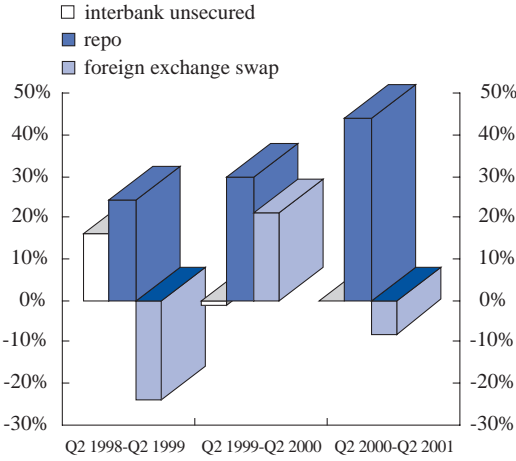 interbank unsecured
repo
foreign exchange swap
50% 50%
40% 40%
30% 30%
20% 20%
10% 10%
0% 0%
-10% -10%
-20% -20%
-30% -30%
Q2 1998-Q2 1999 Q2 1999-Q2 2000 Q2 2000-Q2 2001